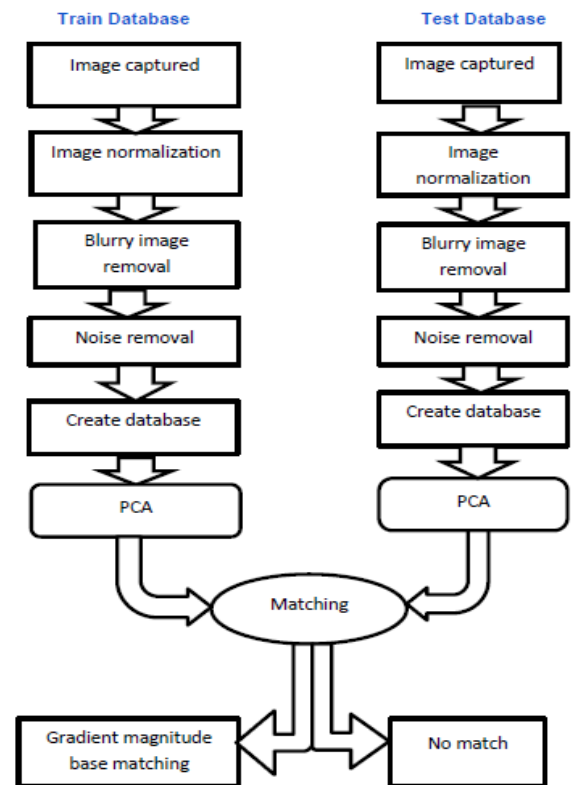 Train Database
Image captured
Image normalization
Blurry image
removal
Noise removal
Create database
PCA
Test Database
Image captured
Image
normalization
Blurry image
removal
Noise removal
Create database
PCA
Matching
Gradient magnitude
base matching
No match